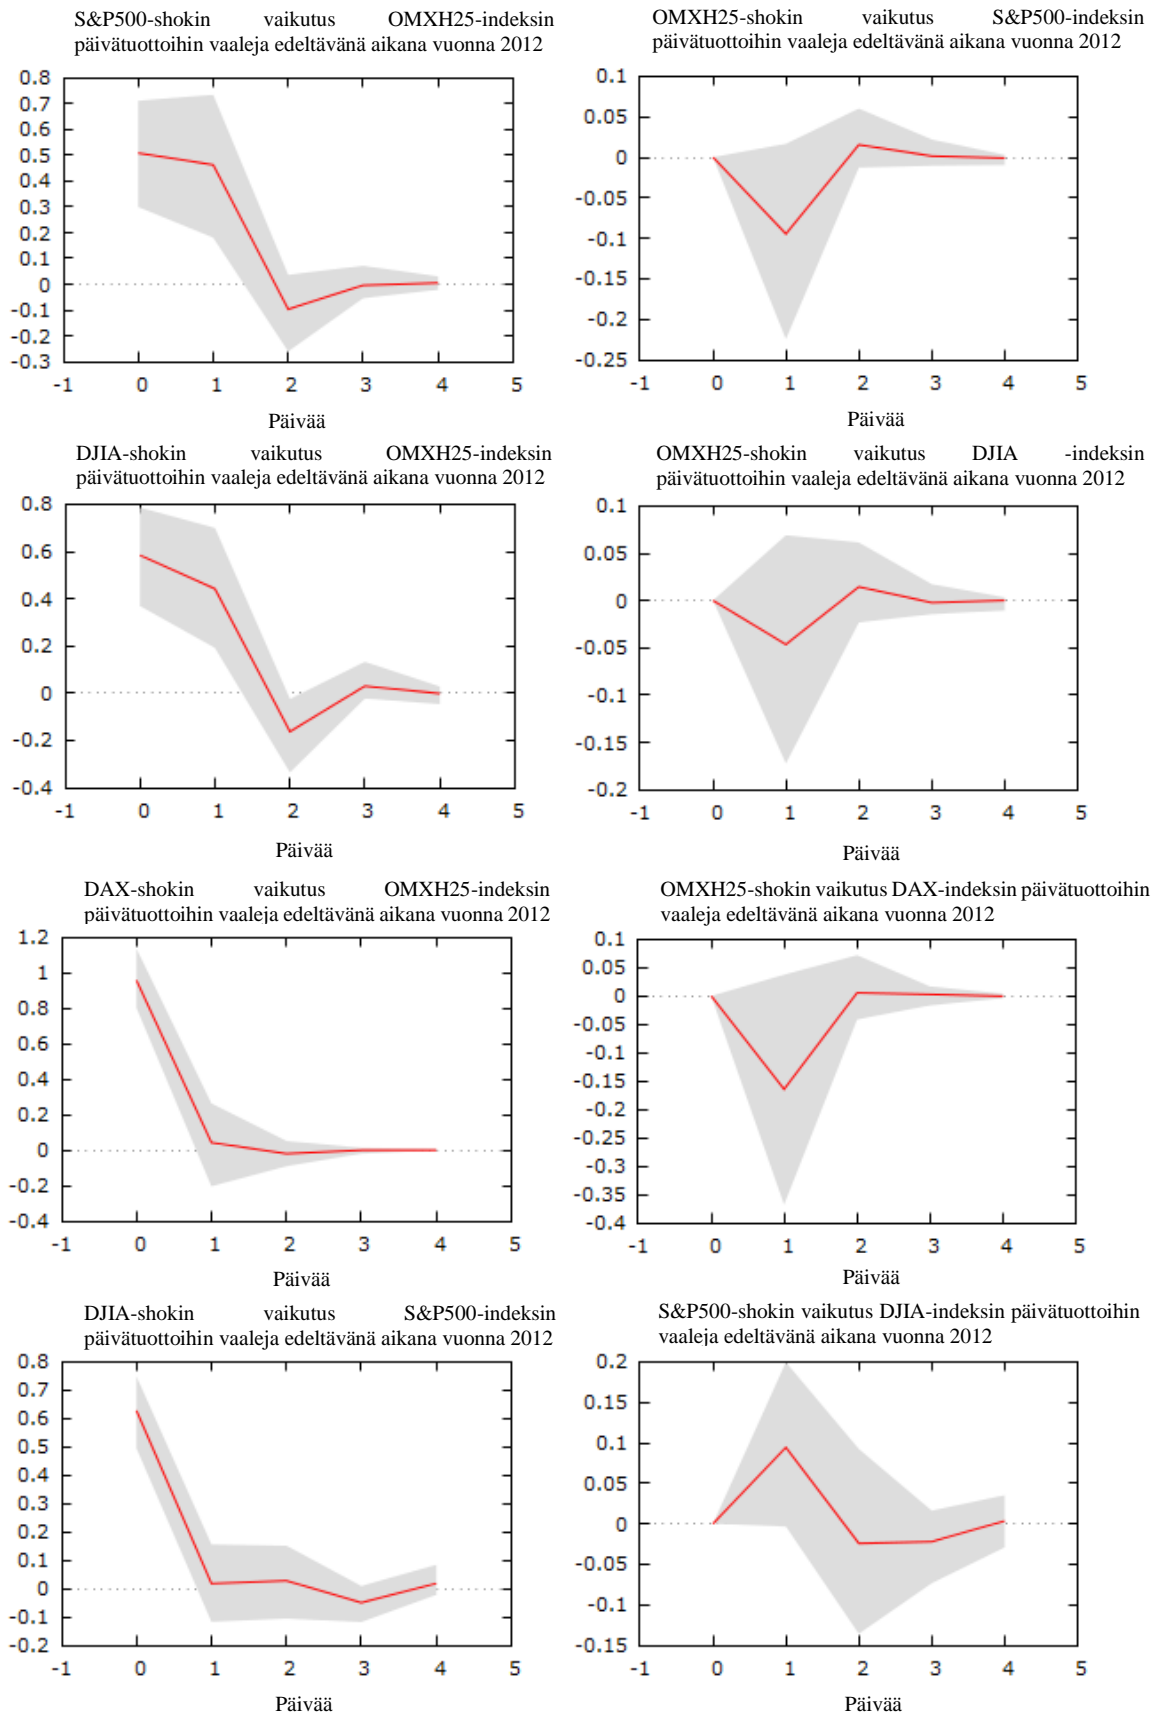 S&P500-shokin vaikutus OMXH25-indeksin
päivätuottoihin vaaleja edeltävänä aikana vuonna 2012
0.8
0.7
0.6
0.5
0.4
0.3
0.2
0.1
0
-0.1
-0.2
-0.3
-1 0 1 2 3 4 5
Päivää
OMXH25-shokin vaikutus S&P500-indeksin
päivätuottoihin vaaleja edeltävänä aikana vuonna 2012
0.1
0.05
0
-0.05
-0.1
-0.15
-0.2
-0.25
-1 0 1 2 3 4 5
Päivää
DJIA-shokin vaikutus OMXH25-indeksin
päivätuottoihin vaaleja edeltävänä aikana vuonna 2012
0.8
0.6
0.4
0.2
0
-0.2
-0.4
-1 0 1 2 3 4 5
Päivää
OMXH25-shokin vaikutus DJIA -indeksin
päivätuottoihin vaaleja edeltävänä aikana vuonna 2012
0.1
0.05
0
-0.05
-0.1
-0.15
-0.2
-1 0 1 2 3 4 5
Päivää
DAX-shokin vaikutus OMXH25-indeksin
päivätuottoihin vaaleja edeltävänä aikana vuonna 2012
1.2
1
0.8
0.6
0.4
0.2
0
-0.2
-0.4
-1 0 1 2 3 4 5
Päivää
OMXH25-shokin vaikutus DAX-indeksin päivätuottoihin
vaaleja edeltävänä aikana vuonna 2012
0.1
0.05
0
-0.05
-0.1
-0.15
-0.2
-0.25
-0.3
-0.35
-0.4
-1 0 1 2 3 4 5
Päivää
DJIA-shokin vaikutus S&P500-indeksin
päivätuottoihin vaaleja edeltävänä aikana vuonna 2012
0.8
0.7
0.6
0.5
0.4
0.3
0.2
0.1
0
-0.1
-0.2
-1 0 1 2 3 4 5
Päivää
S&P500-shokin vaikutus DJIA-indeksin päivätuottoihin
vaaleja edeltävänä aikana vuonna 2012
0.2
0.15
0.1
0.05
0
-0.05
-0.1
-0.15
-1 0 1 2 3 4 5
Päivää